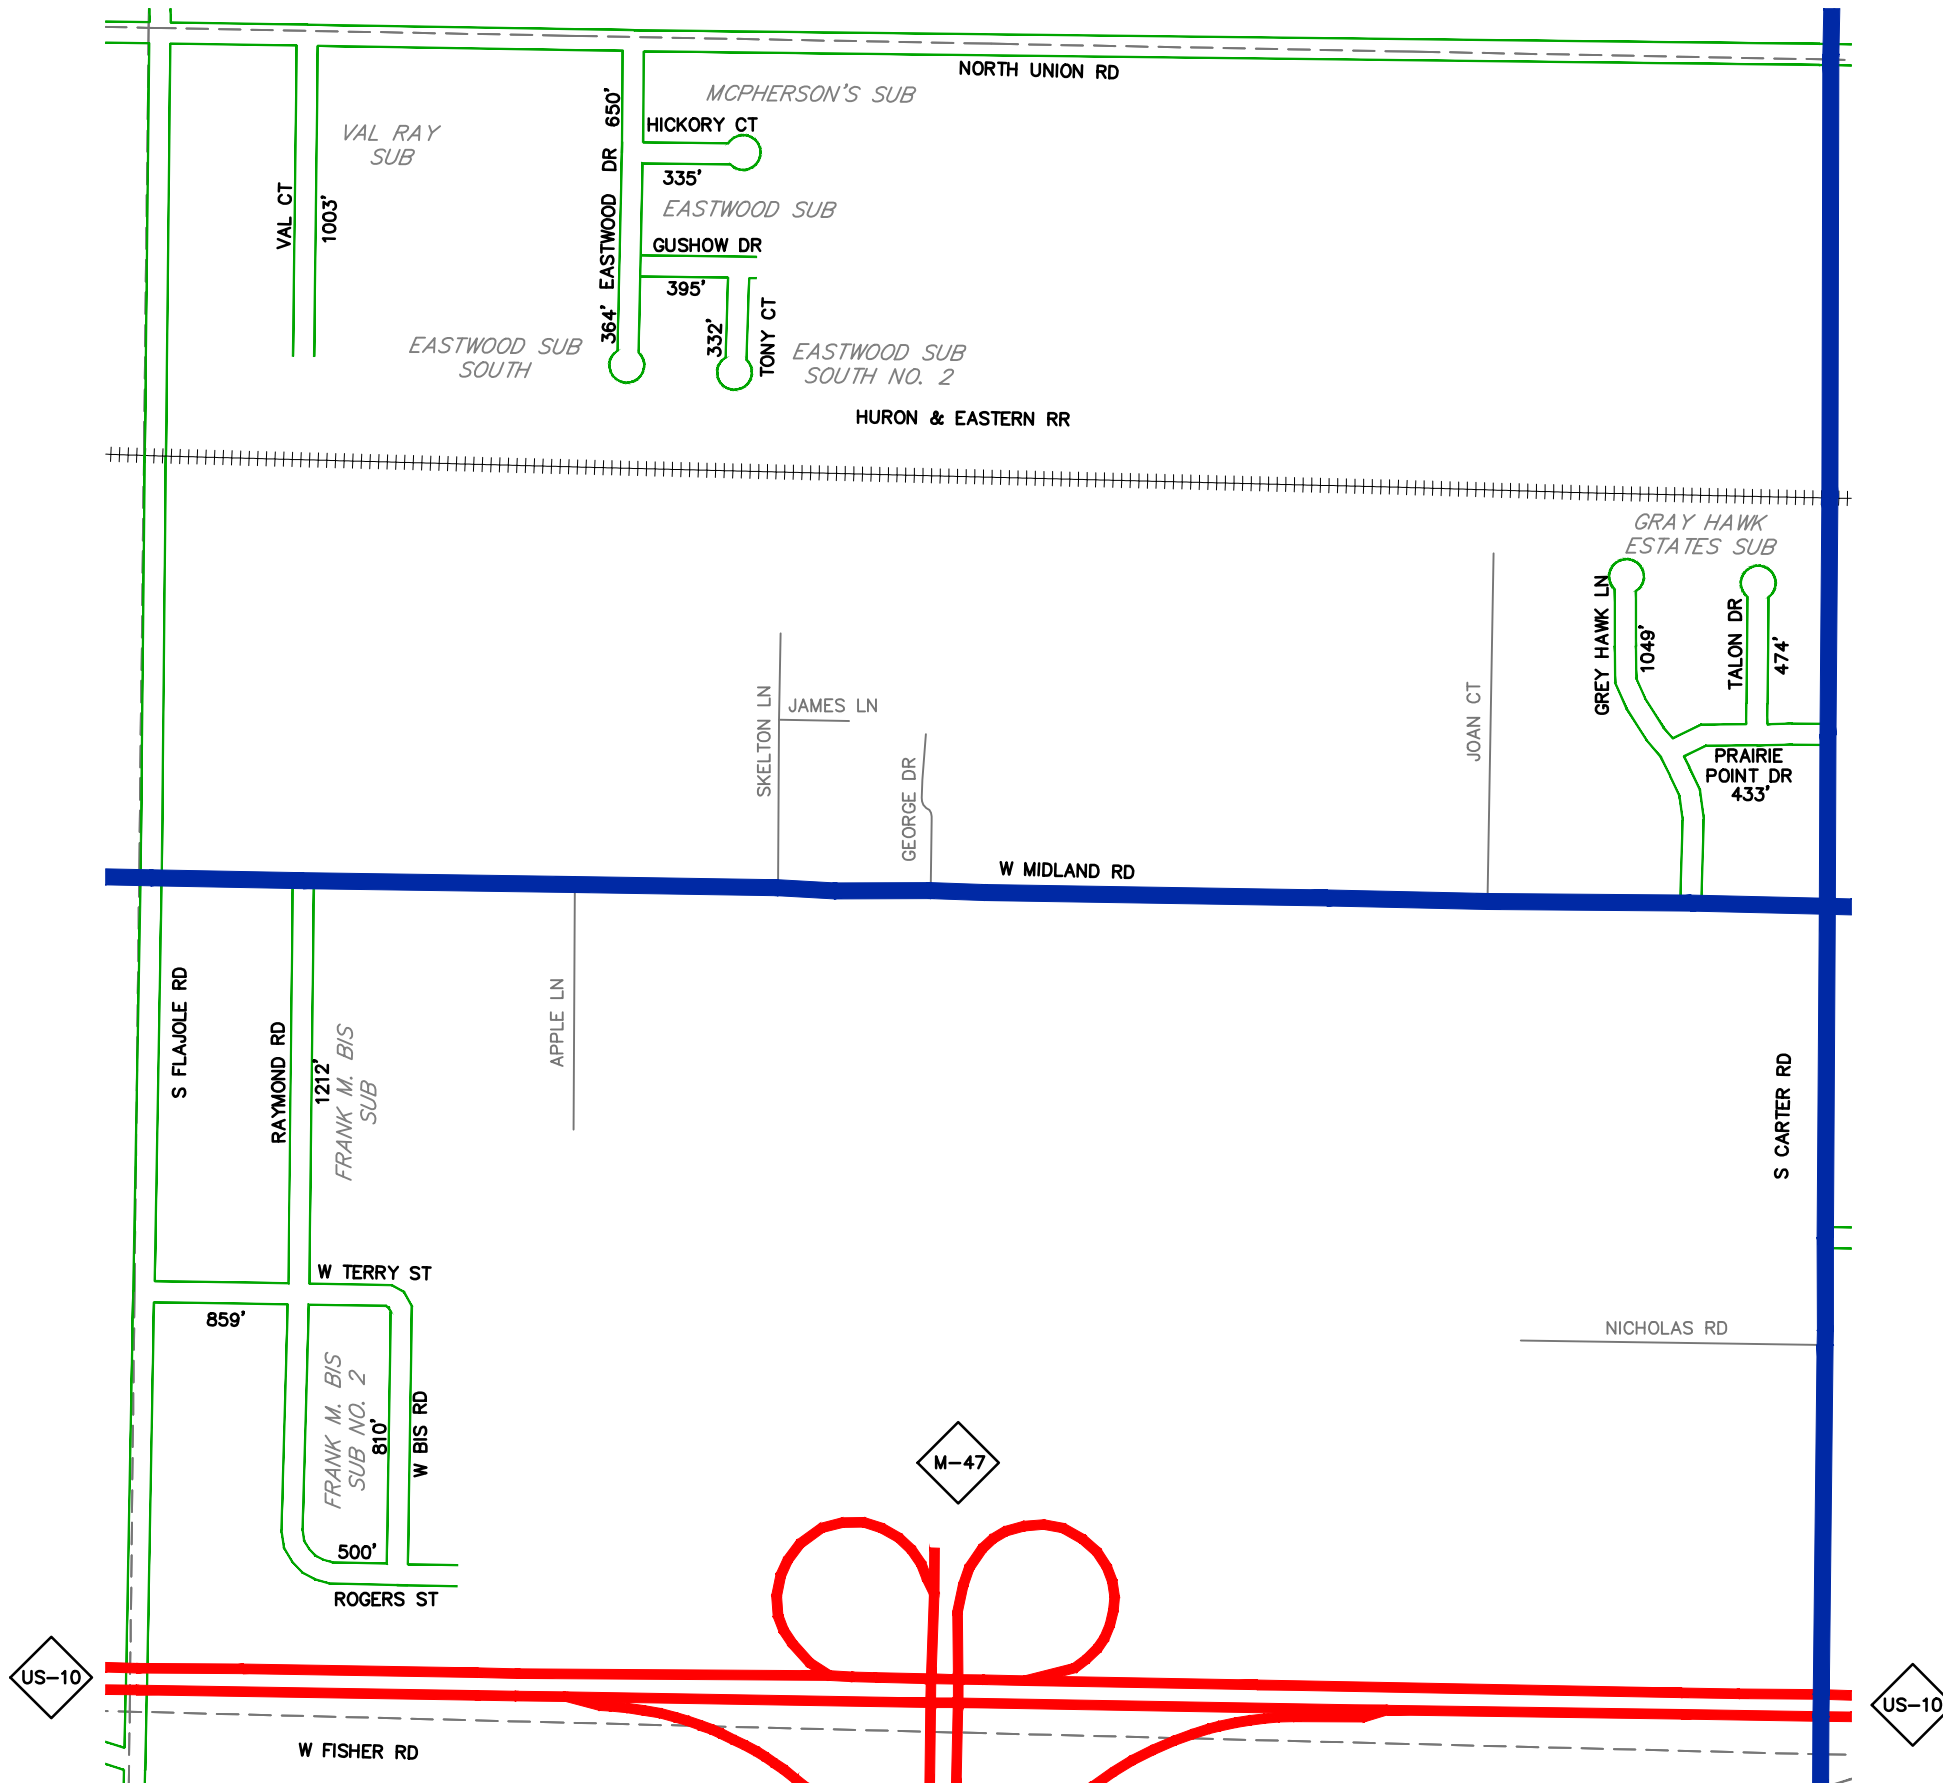 NORTH UNION RD
MCPHERSON'S SUB
650'
HICKORY CT
VAL RAY
SUB
335'
VAL CT
1003'
EASTWOOD DR
EASTWOOD SUB
GUSHOW DR
395'
364'
332'
TONY CT
EASTWOOD SUB
SOUTH
EASTWOOD SUB
SOUTH NO. 2
HURON & EASTERN RR
GRAY HAWK
ESTATES SUB
GREY HAWK LN
1049'
TALON DR
474'
SKELTON LN
JAMES LN
JOAN CT
GEORGE DR
PRAIRIE
POINT DR
433'
W MIDLAND RD
S FLAJOLE RD
RAYMOND RD
1212'
FRANK M. BIS
SUB
APPLE LN
S CARTER RD
W TERRY ST
859'
NICHOLAS RD
FRANK M. BIS
SUB NO. 2
810'
W BIS RD
M-47
500'
ROGERS ST
US-10
US-10
W FISHER RD